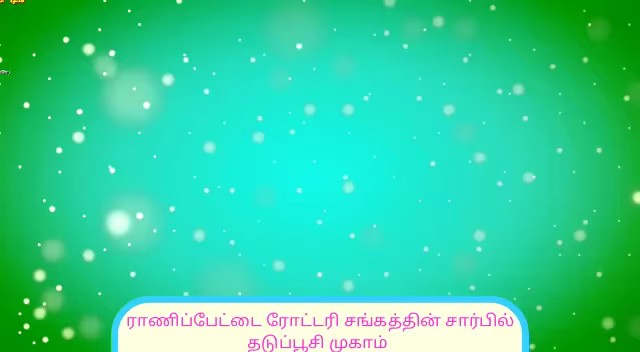 ராணிப்பேட்டை ரோட்டரி சங்கத்தின் சார்பில்
தடுப்பூசி முகாம்